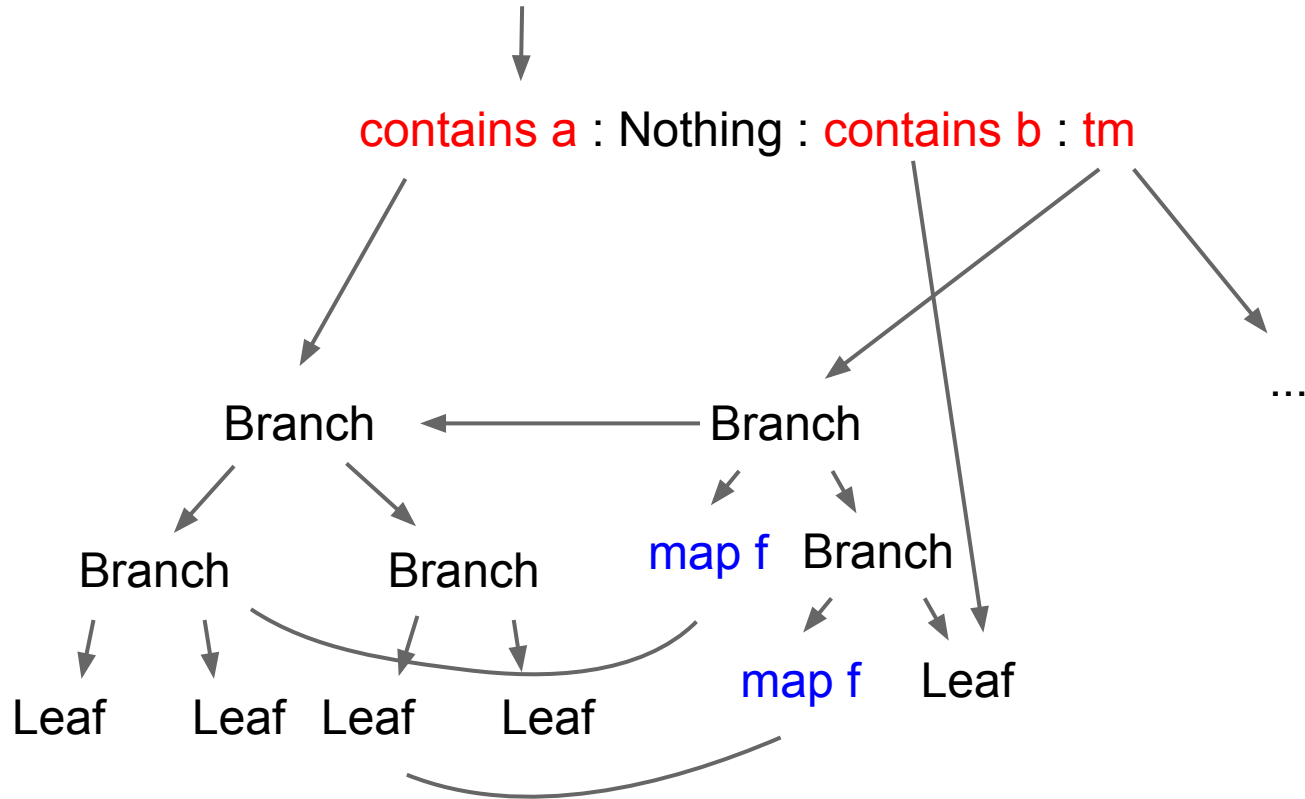 contains a : Nothing : contains b : tm
...
Branch
Branch
map f
Branch
Branch
Branch
map f
Leaf
Leaf
Leaf
Leaf
Leaf